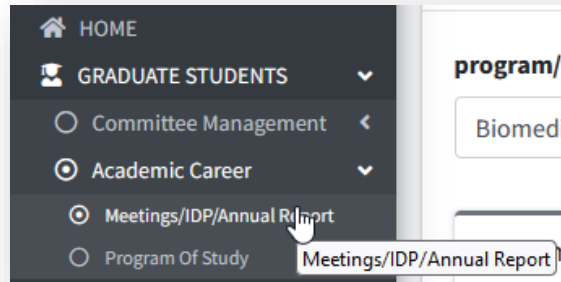 HOME
GRADUATE STUDENTS
program/
Committee Management
Biomedi
Academic Career
Meetings/IDP/Annual Report
Program Of Study
Meetings/IDP/Annual Report